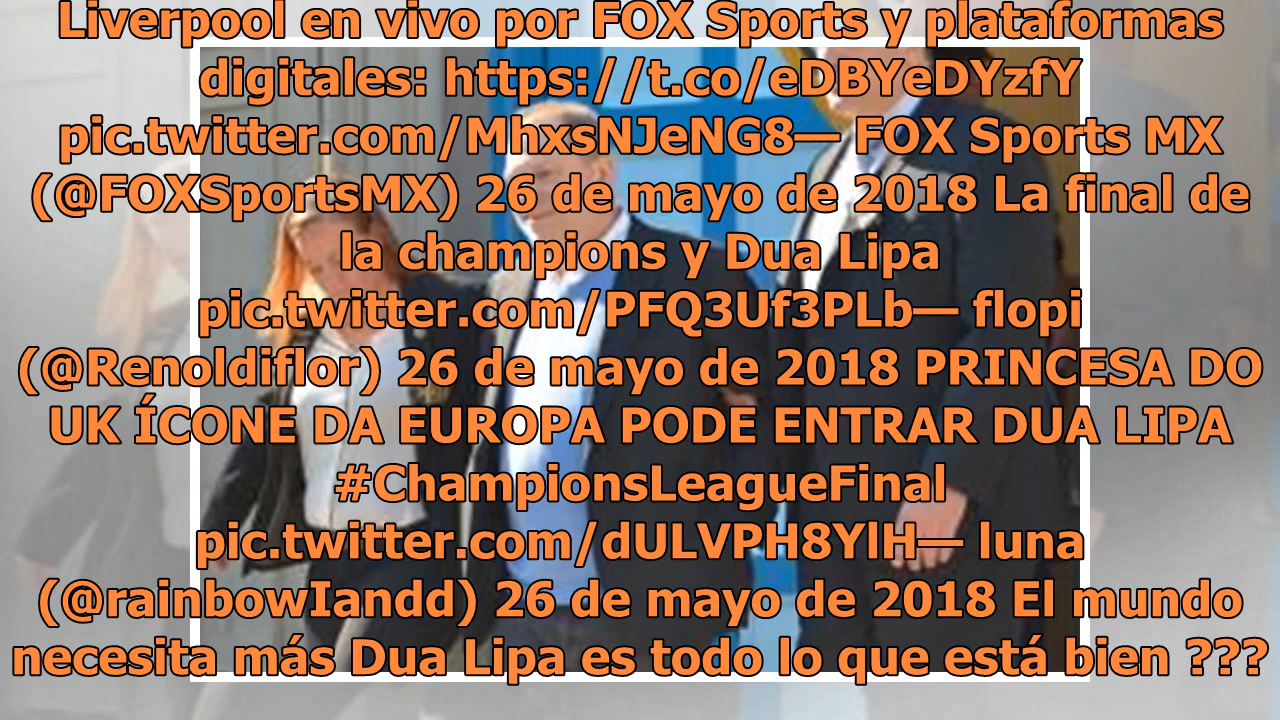 Liverpool en vivo por FOX Sports y plataformas
digitales: https://t.co/eDBYeDYzfY
pic.twitter.com/MhxsNJeNG8— FOX Sports MX
(@FOXSportsMX) 26 de mayo de 2018 La final de
la champions y Dua Lipa
pic.twitter.com/PFQ3Uf3PLb— flopi
(@Renoldiflor) 26 de mayo de 2018 PRINCESA DO
UK ÍCONE DA EUROPA PODE ENTRAR DUA LIPA
#ChampionsLeagueFinal
pic.twitter.com/dULVPH8YlH— luna
(@rainbowIandd) 26 de mayo de 2018 El mundo
necesita más Dua Lipa es todo lo que está bien ???